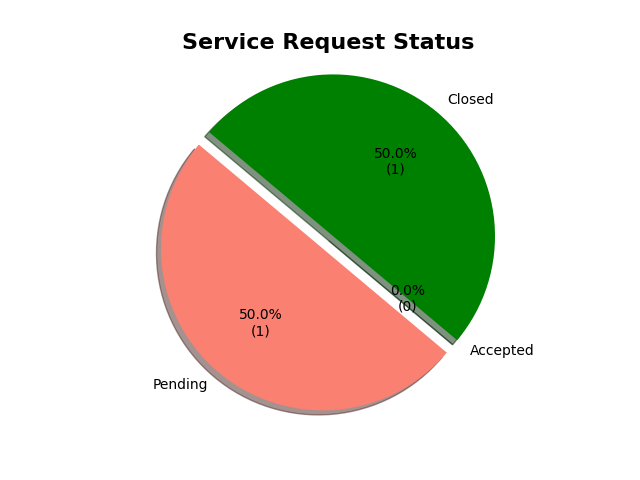 Service Request Status
Closed
50.0%
(1)
0.0%
(0)
50.0%
(1)
Accepted
Pending